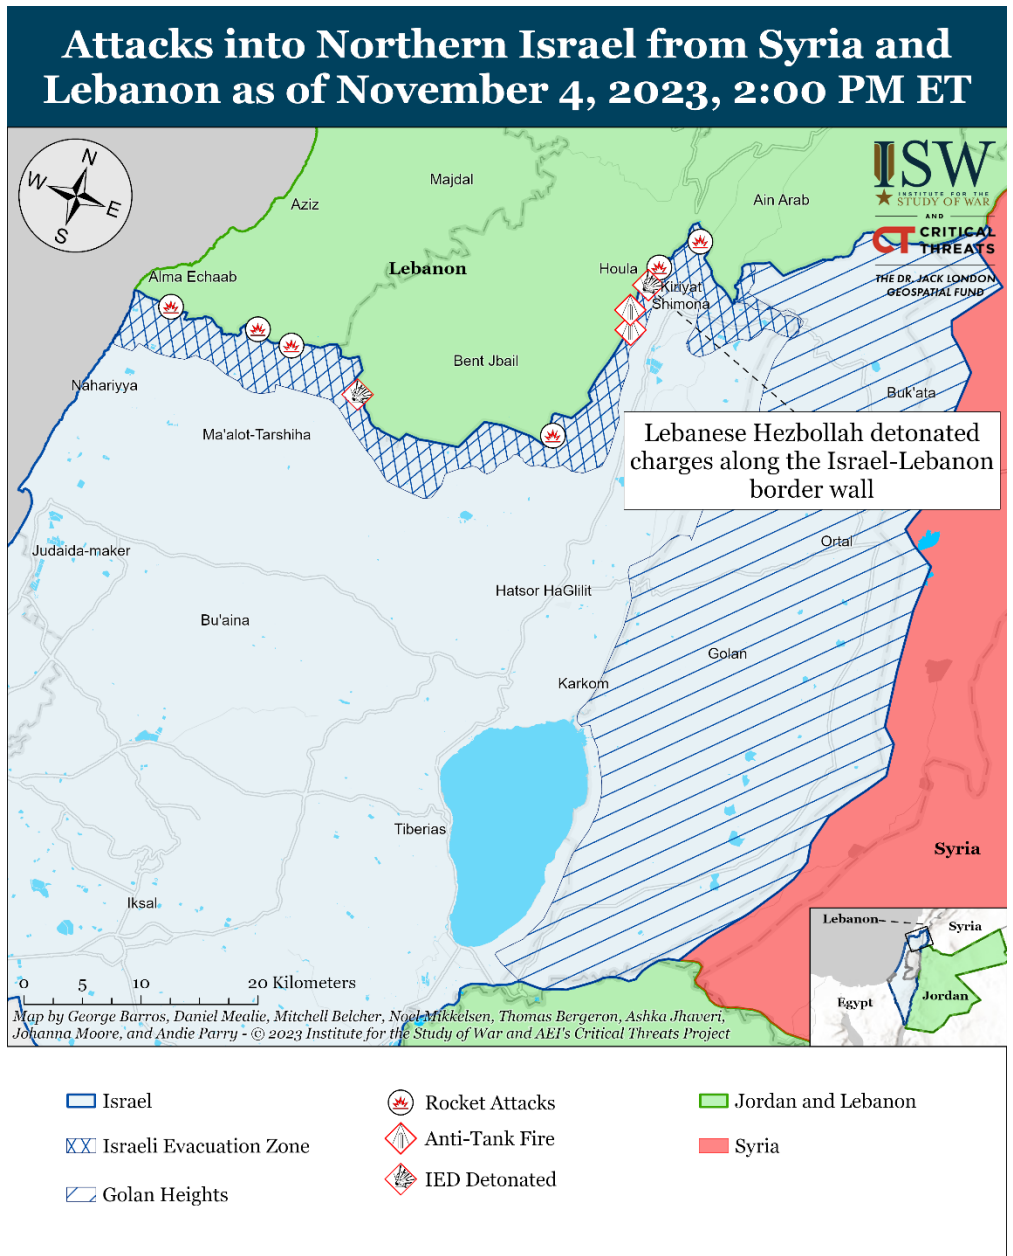 Attacks into Northern Israel from Syria and
Lebanon as of November 4, 2023, 2:00 PM ET
N
W
E
S
ISW
INSTITUTE FOR THE
STUDY OF WAR
AND
CT CRITICAL
THREATS
THE DR. JACK LONDON
GEOSPATIAL FUND
Majdal
Aziz
Ain Arab
Lebanon
Houla
Alma Echaab
Kiriyat
Shimona
Bent Jbail
Nahariyya
Buk'ata
Ma'alot-Tarshiha
Lebanese Hezbollah detonated
charges along the Israel-Lebanon
border wall
Judaida-maker
Ortal
Hatsor HaGlilit
Bu'aina
Golan
Karkom
Tiberias
Syria
Iksal
Lebanon
Syria
Egypt
Jordan
0 5 10 20 Kilometers
Map by George Barros, Daniel Mealie, Mitchell Belcher, Noel Mikkelsen, Thomas Bergeron, Ashka Jhaveri,
Johanna Moore, and Andie Parry - © 2023 Institute for the Study of War and AEI's Critical Threats Project
Israel
Israeli Evacuation Zone
Golan Heights
Rocket Attacks
Anti-Tank Fire
IED Detonated
Jordan and Lebanon
Syria